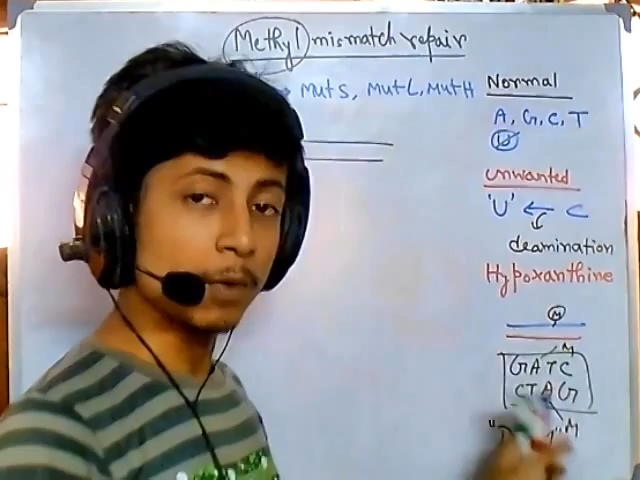 Methyl mismatch repair
MutS, MutL, MutH
Normal
A, G, C, T
U
unwanted
'U' ← C
deamination
Hypoxanthine
M
M
GATC
CTAG
M